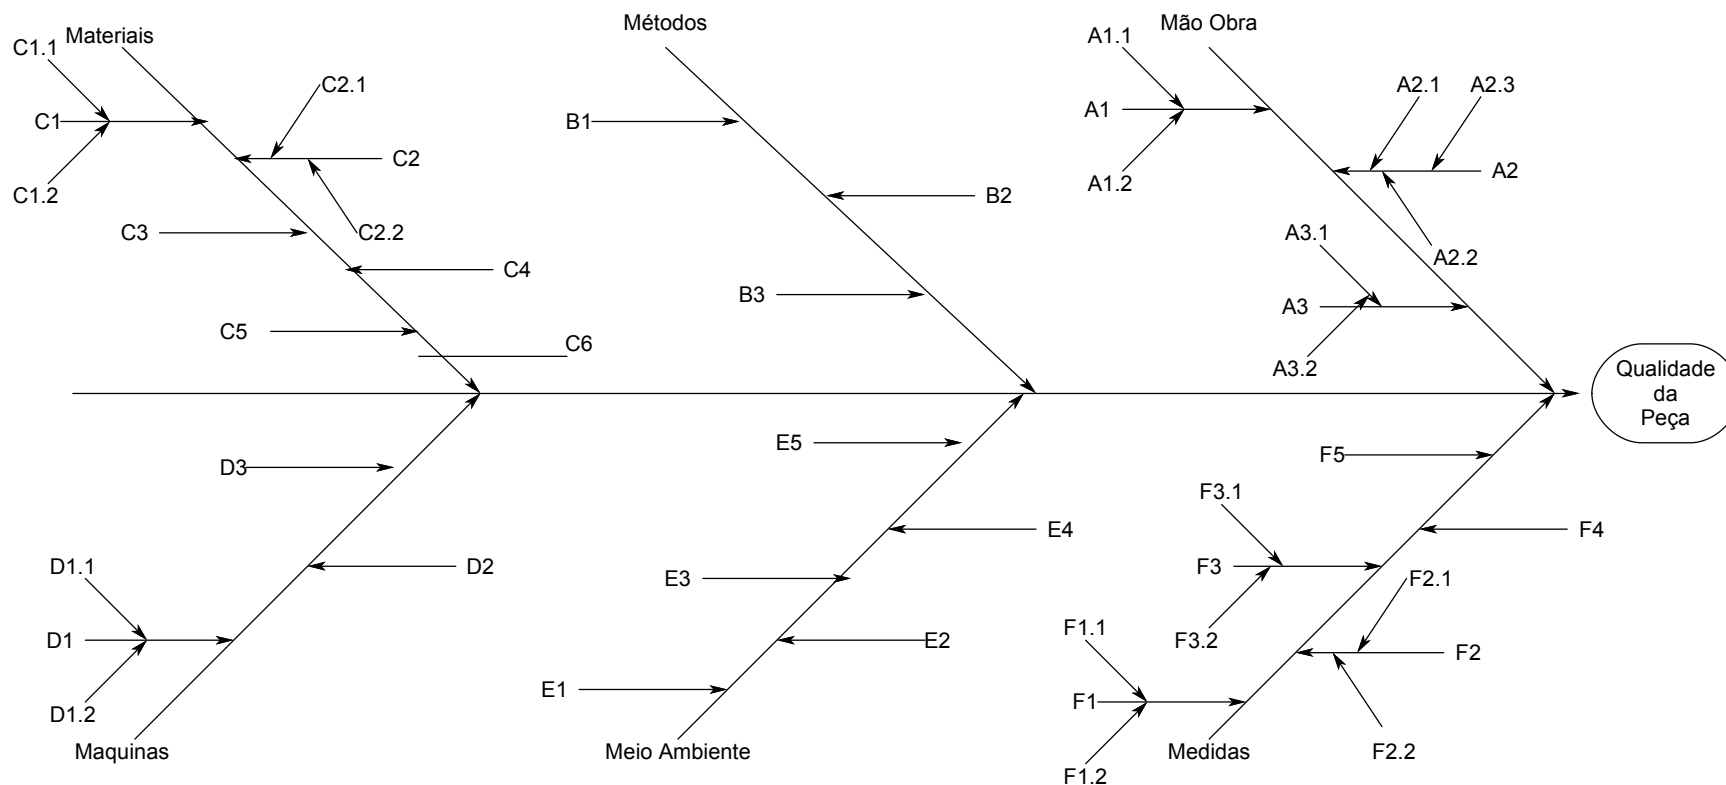 Materiais
C1.1
C1
C1.2
C2.1
C2
C2.2
C3
C4
C5
C6
Métodos
B1
B2
B3
Mão Obra
A1.1
A1
A1.2
A2.1
A2.3
A2
A2.2
A3.1
A3
A3.2
Qualidade
da
Peça
D3
D2
D1.1
D1
D1.2
Maquinas
E5
E4
E3
E2
E1
Meio Ambiente
F5
F4
F3.1
F3
F3.2
F2.1
F2
F2.2
F1.1
F1
F1.2
Medidas